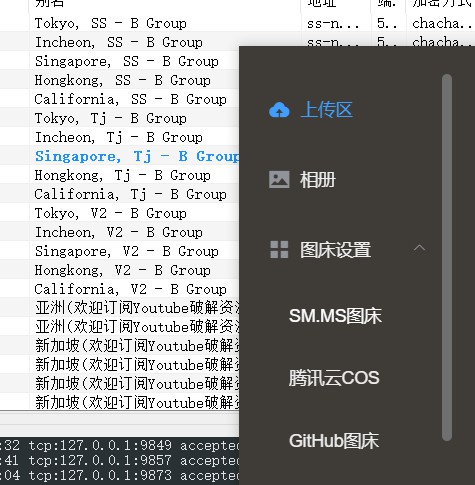 别名 地址 端. 加密方式
Tokyo, SS - B Group ss-n... 5.. chacha..
Incheon, SS - B Group ss-n... 5.. chacha..
Singapore, SS - B Group
Hongkong, SS - B Group
California, SS - B Group
Tokyo, Tj - B Group
Incheon, Tj - B Group
Singapore, Tj - B Group
Hongkong, Tj - B Group
California, Tj - B Group
Tokyo, V2 - B Group
Incheon, V2 - B Group
Singapore, V2 - B Group
Hongkong, V2 - B Group
California, V2 - B Group
亚洲(欢迎订阅Youtube破解资
亚洲(欢迎订阅Youtube破解资
新加坡(欢迎订阅Youtube破解
新加坡(欢迎订阅Youtube破解
新加坡(欢迎订阅Youtube破解
新加坡(欢迎订阅Youtube破解
:32 tcp:127.0.0.1:9849 accepted
:41 tcp:127.0.0.1:9857 accepted
:04 tcp:127.0.0.1:9873 accepted
上传区
相册
图床设置
SM.MS图床
腾讯云COS
GitHub图床